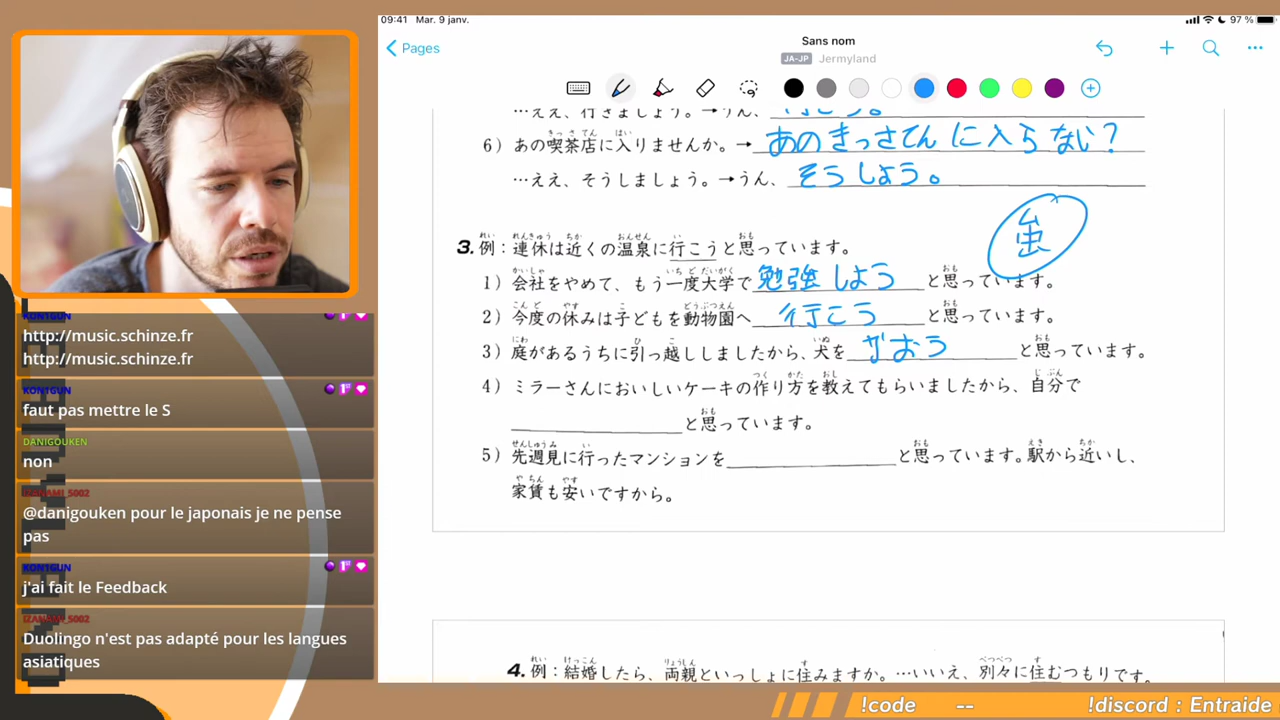 09:41 Mar. 9 janv.
97 %
Pages
Sans nom
JA-JP Jermyland
…ええ、行きましょう。→うん、行こう。
6) あの喫茶店に入りませんか。→ あのきっさてんに入らない？
…ええ、そうしましょう。→うん、そうしよう。
3. 例：連休は近くの温泉に行こうと思っています。
1) 会社をやめて、もう一度大学で勉強しようと思っています。
2) 今度の休みは子どもを動物園へ行こうと思っています。
3) 庭があるうちに引っ越ししましたから、犬をがおうと思っています。
4) ミラーさんにおいしいケーキの作り方を教えてもらいましたから、自分で
と思っています。
5) 先週見に行ったマンションを と思っています。駅から近いし、
家賃も安いですから。
4. 例：結婚したら、両親といっしょに住みますか。…いいえ、別々に住むつもりです。
KON1GUN
http://music.schinze.fr
http://music.schinze.fr
KON1GUN
faut pas mettre le S
DANIGOUKEN
non
@danigouken pour le japonais je ne pense
pas
KON1GUN
j'ai fait le Feedback
Duolingo n'est pas adapté pour les langues
asiatiques
!code -- !discord : Entraide